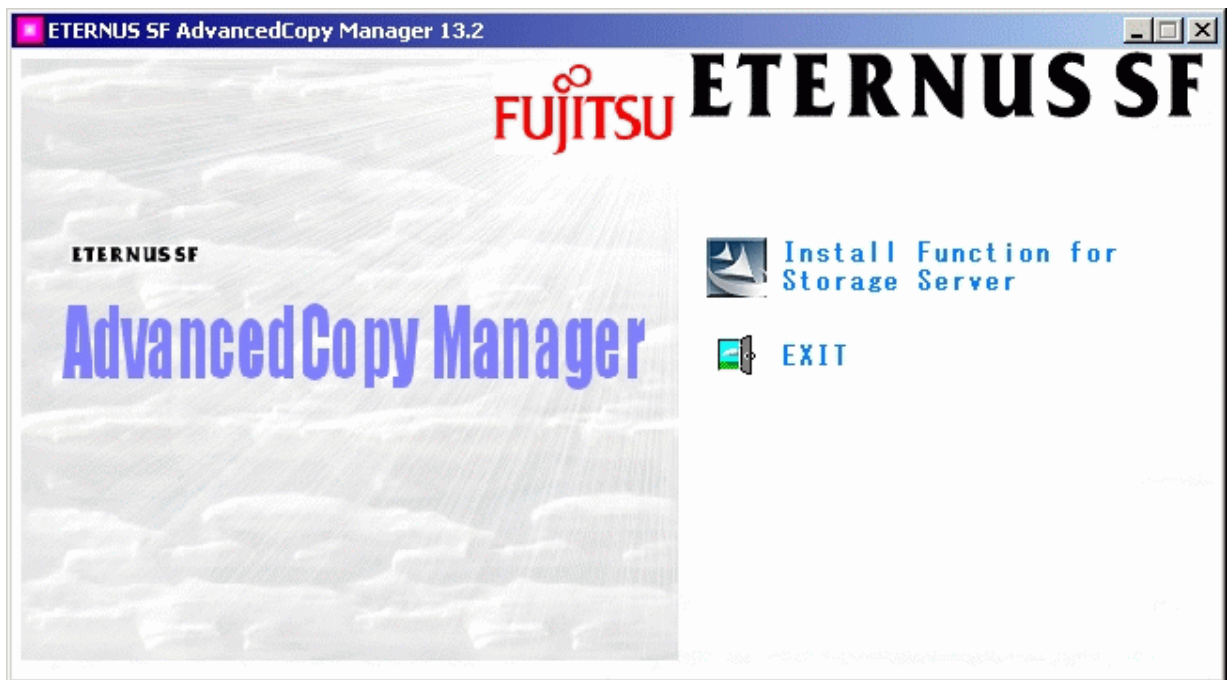 ETERNUS SF AdvancedCopy Manager 13.2
FUJITSU
ETERNUS SF
ETERNUS SF
AdvancedCopy Manager
Install Function for
Storage Server
EXIT